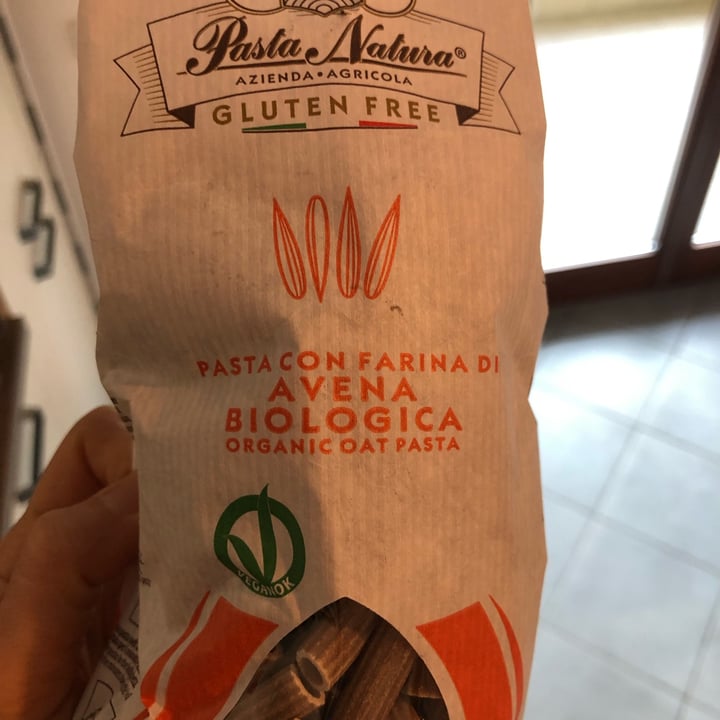 Pasta Natura®
AZIENDA • AGRICOLA
GLUTEN FREE
PASTA CON FARINA DI
AVENA
BIOLOGICA
ORGANIC OAT PASTA
VEGANOK